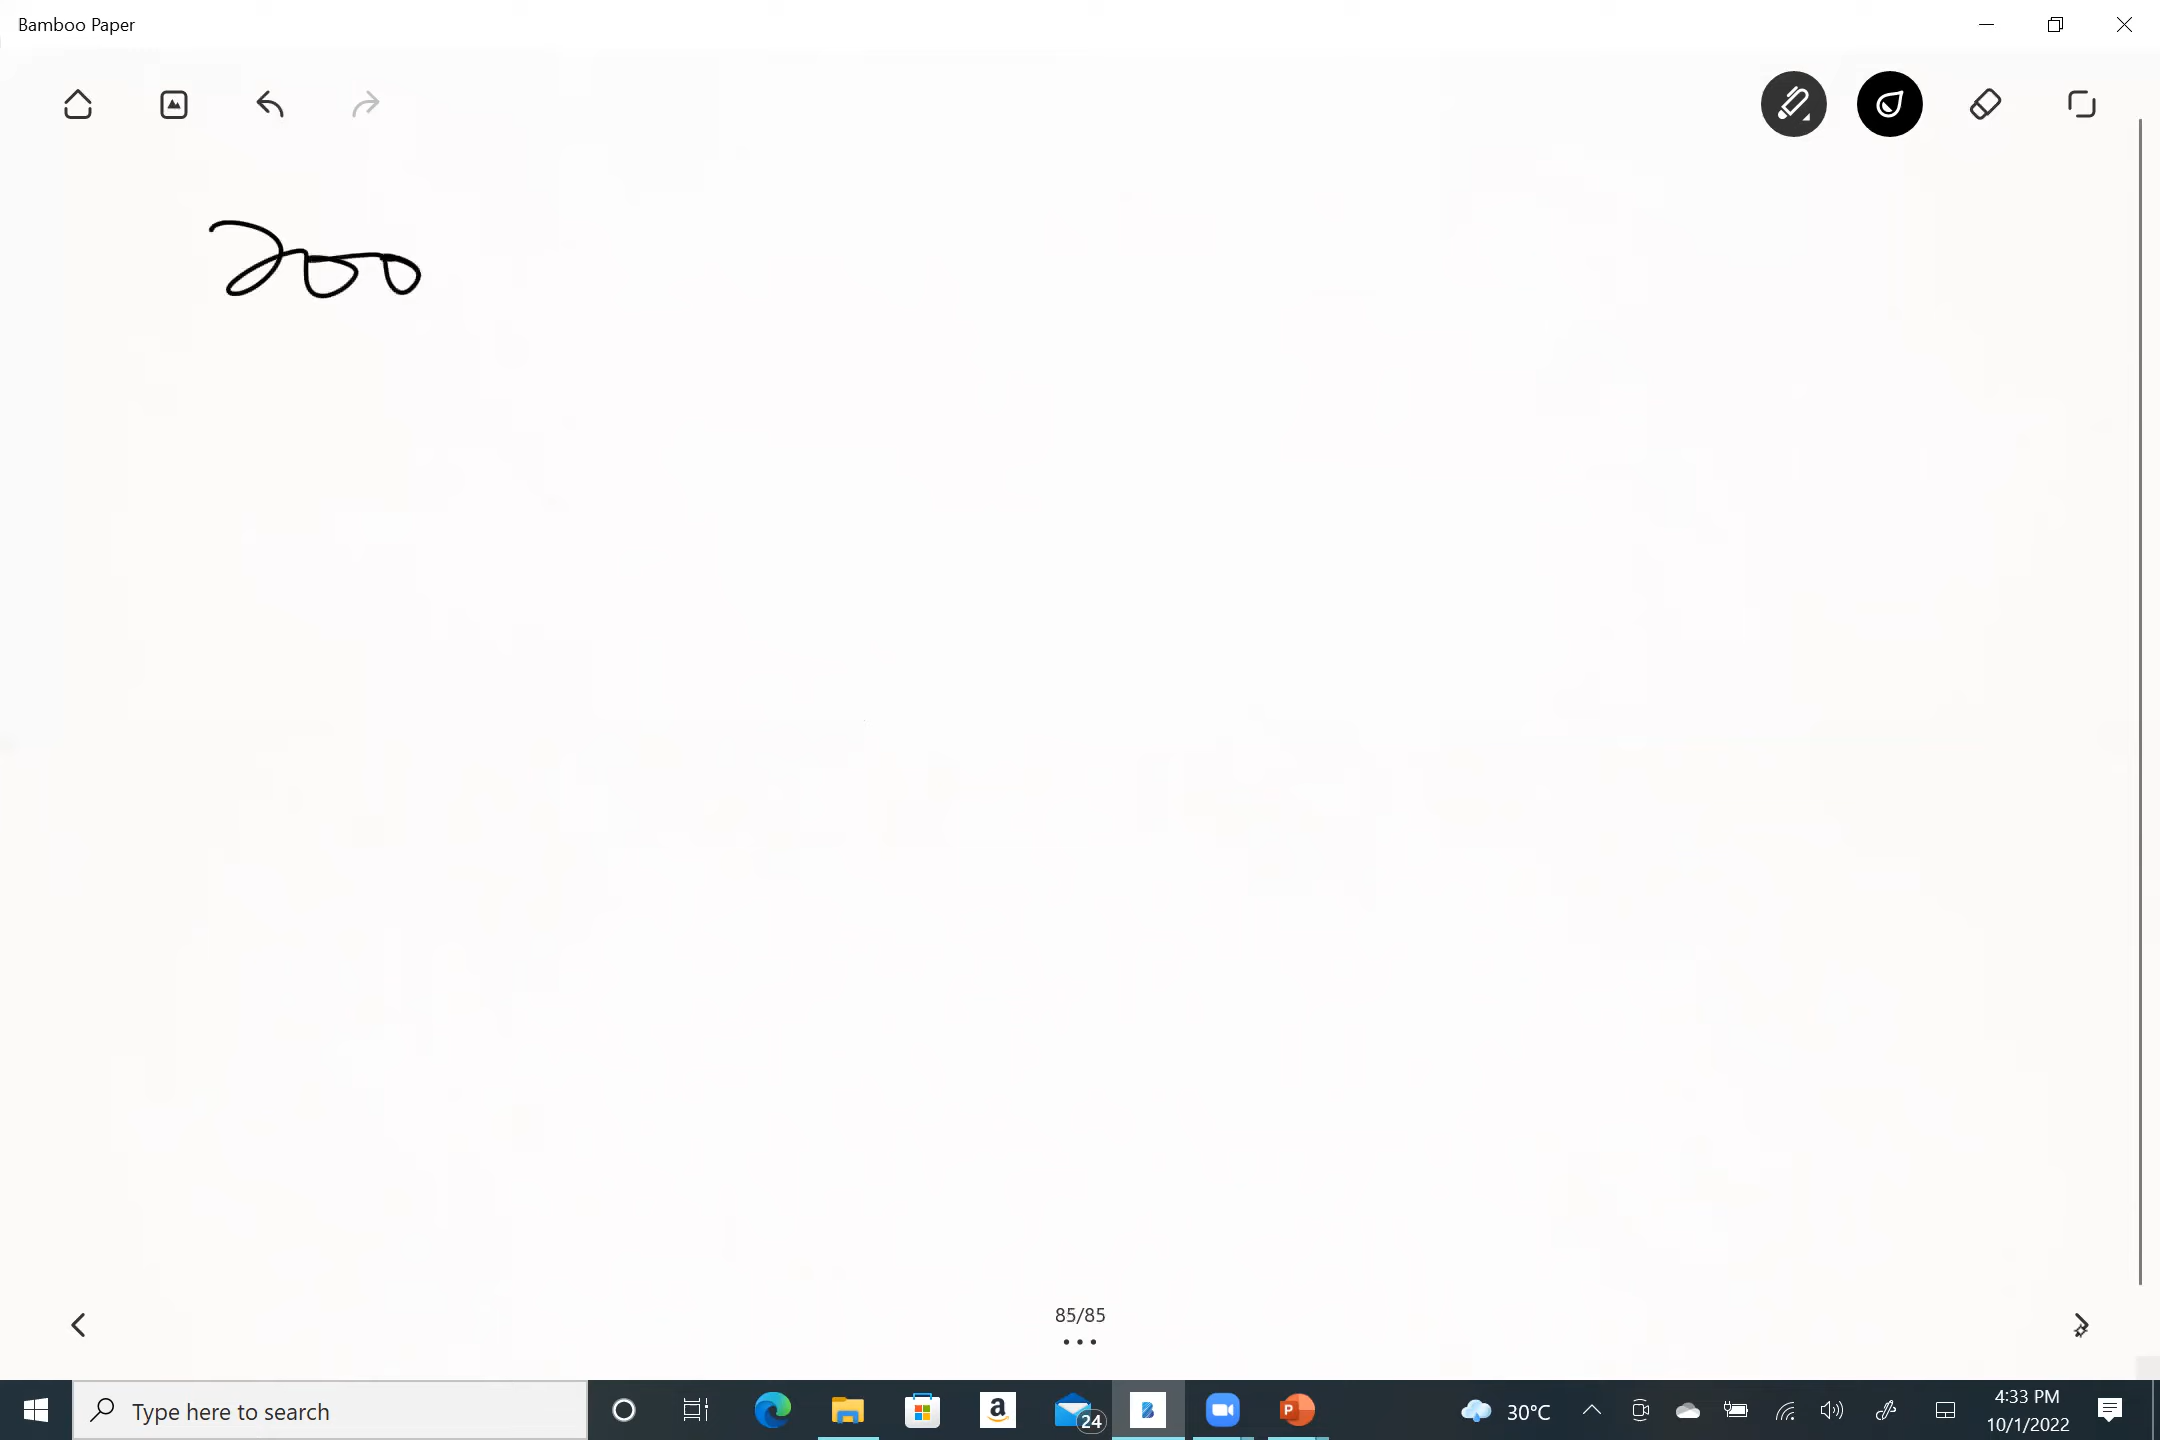 Bamboo Paper
200
85/85
Type here to search
a
24
B
P
30°C
4:33 PM
10/1/2022